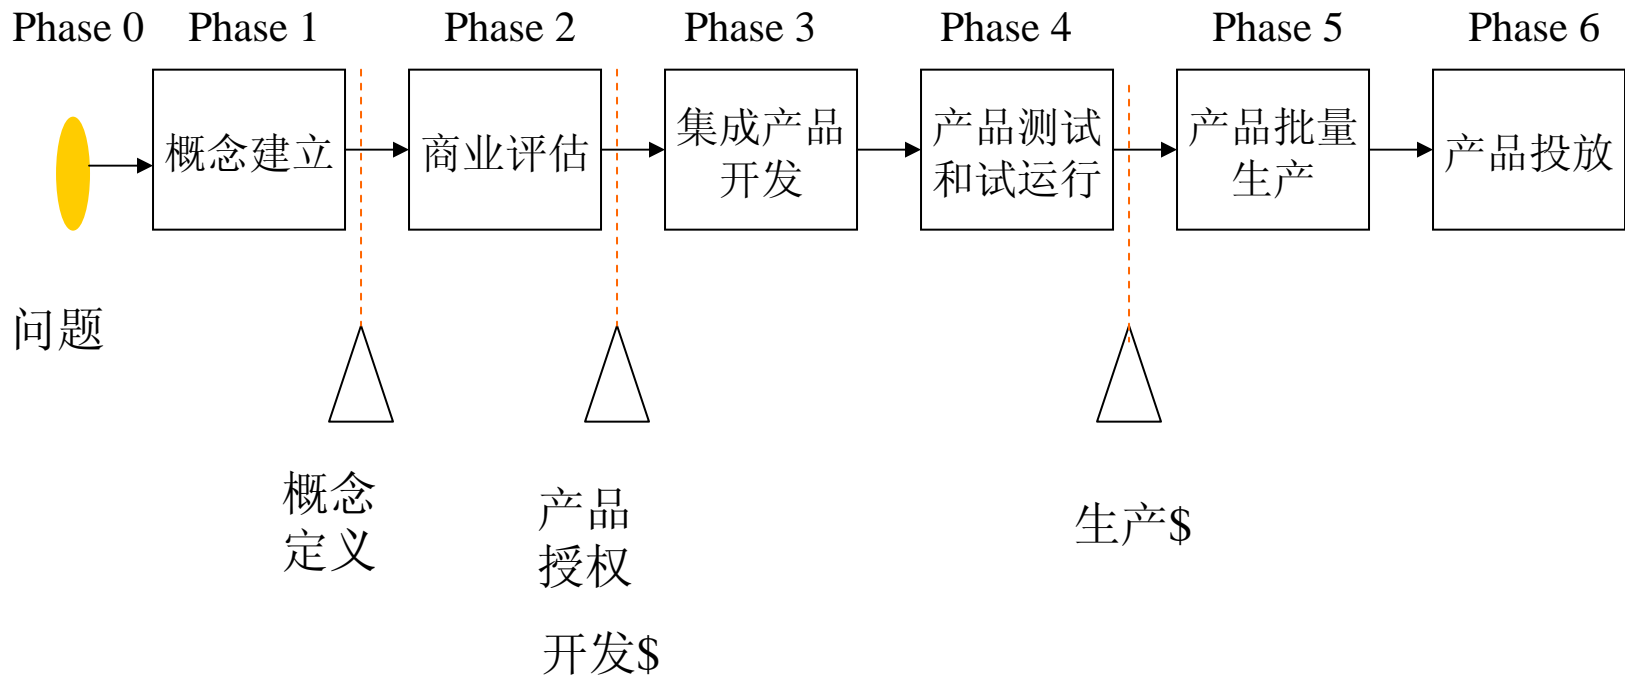 Phase 0
Phase 1
Phase 2
Phase 3
Phase 4
Phase 5
Phase 6
概念建立
商业评估
集成产品
开发
产品测试
和试运行
产品批量
生产
产品投放
问题
概念
定义
产品
授权
开发$
生产$